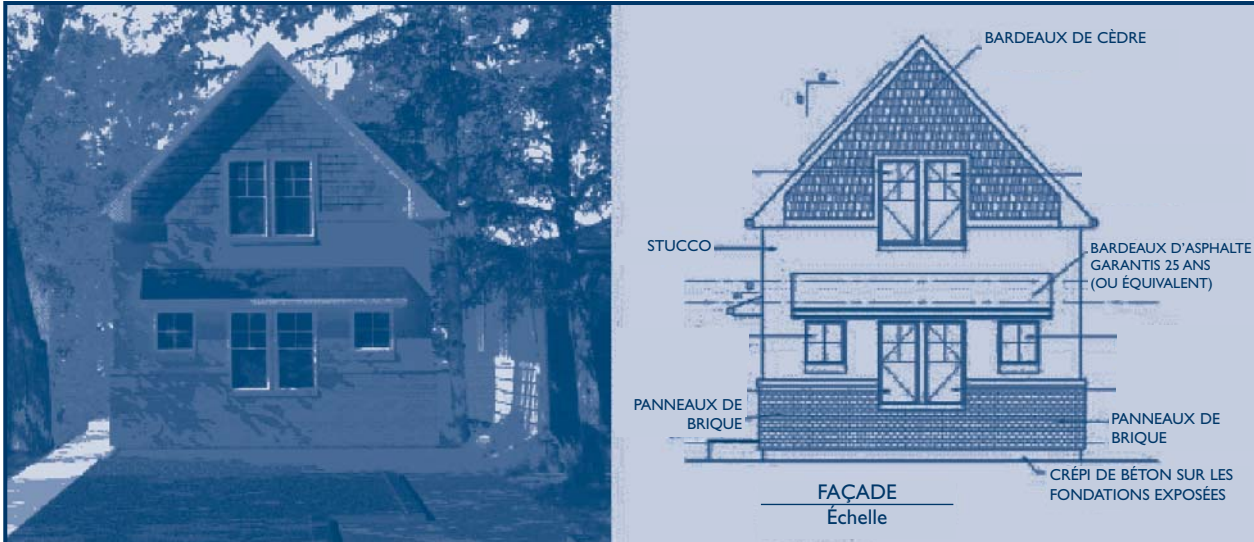 BARDEAUX DE CÈDRE
STUCCO
BARDEAUX D'ASPHALTE
GARANTIS 25 ANS
(OU ÉQUIVALENT)
PANNEAUX DE
BRIQUE
PANNEAUX DE
BRIQUE
CRÉPI DE BÉTON SUR LES
FONDATIONS EXPOSÉES
FAÇADE
Échelle